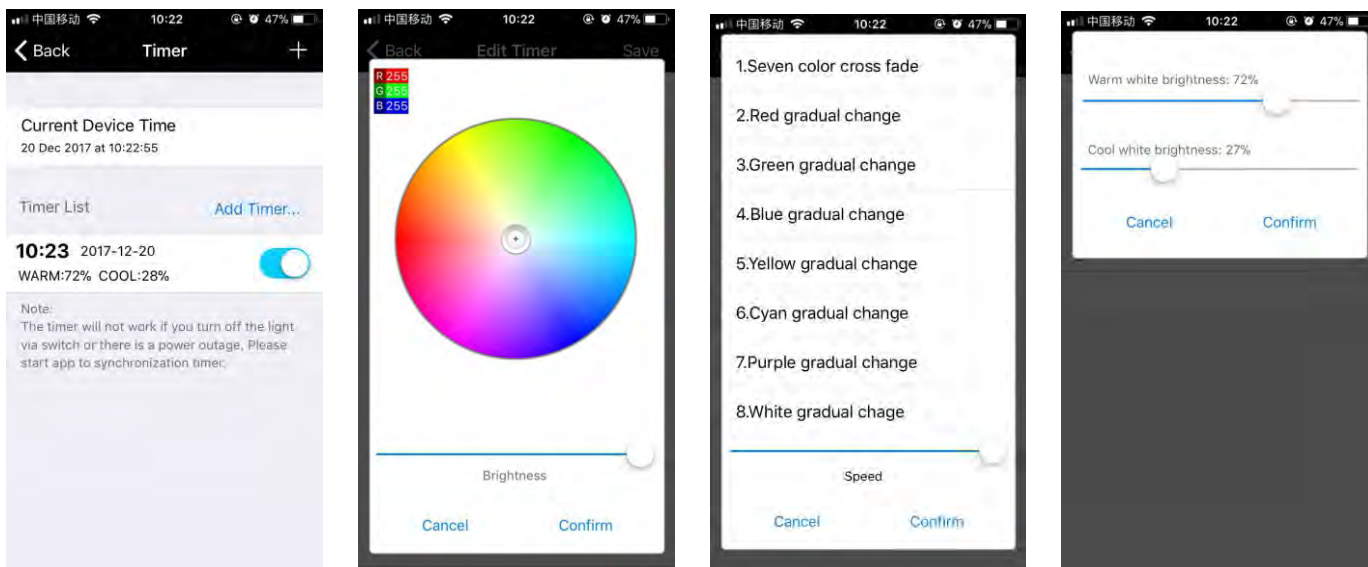 中国移动 10:22 47%
Back Timer +
Current Device Time
20 Dec 2017 at 10:22:55
Timer List Add Timer...
10:23 2017-12-20
WARM:72% COOL:28%
Note:
The timer will not work if you turn off the light
via switch or there is a power outage, Please
start app to synchronization timer.
中国移动 10:22 47%
Back Edit Timer Save
R 255
G 255
B 255
Brightness
Cancel Confirm
中国移动 10:22 47%
1.Seven color cross fade
2.Red gradual change
3.Green gradual change
4.Blue gradual change
5.Yellow gradual change
6.Cyan gradual change
7.Purple gradual change
8.White gradual chage
Speed
Cancel Confirm
中国移动 10:22 47%
Warm white brightness: 72%
Cool white brightness: 27%
Cancel Confirm